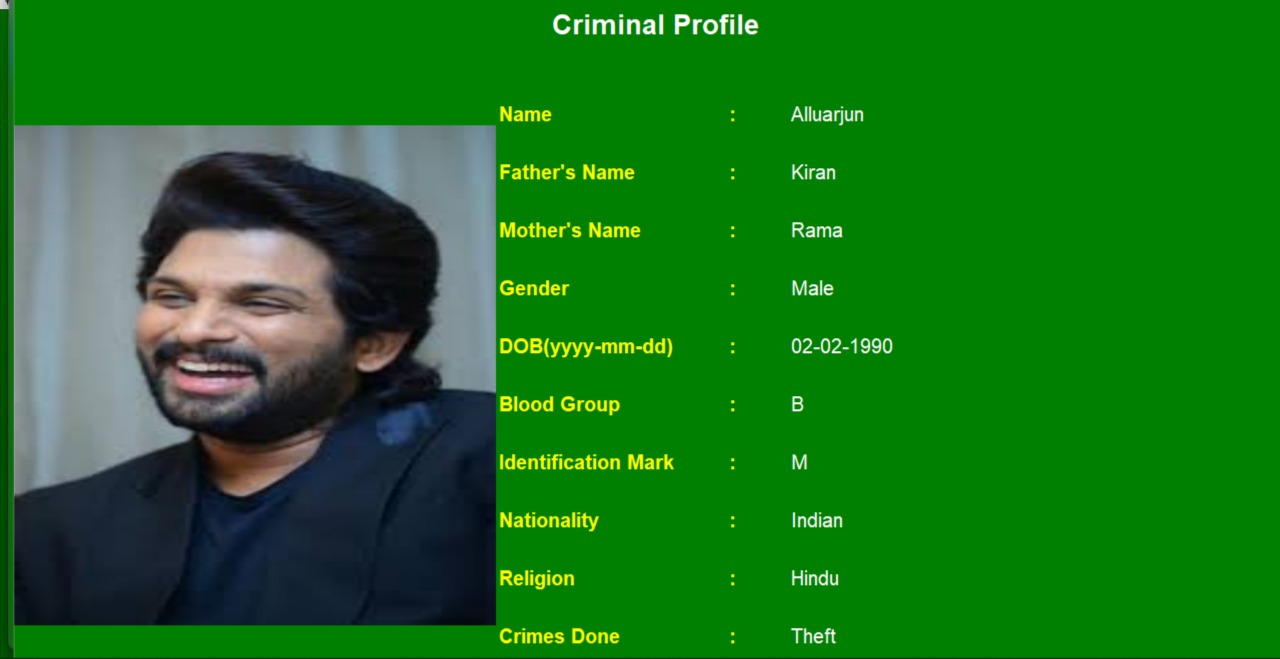 Criminal Profile
Name : Alluarjun
Father's Name : Kiran
Mother's Name : Rama
Gender : Male
DOB(yyyy-mm-dd) : 02-02-1990
Blood Group : B
Identification Mark : M
Nationality : Indian
Religion : Hindu
Crimes Done : Theft